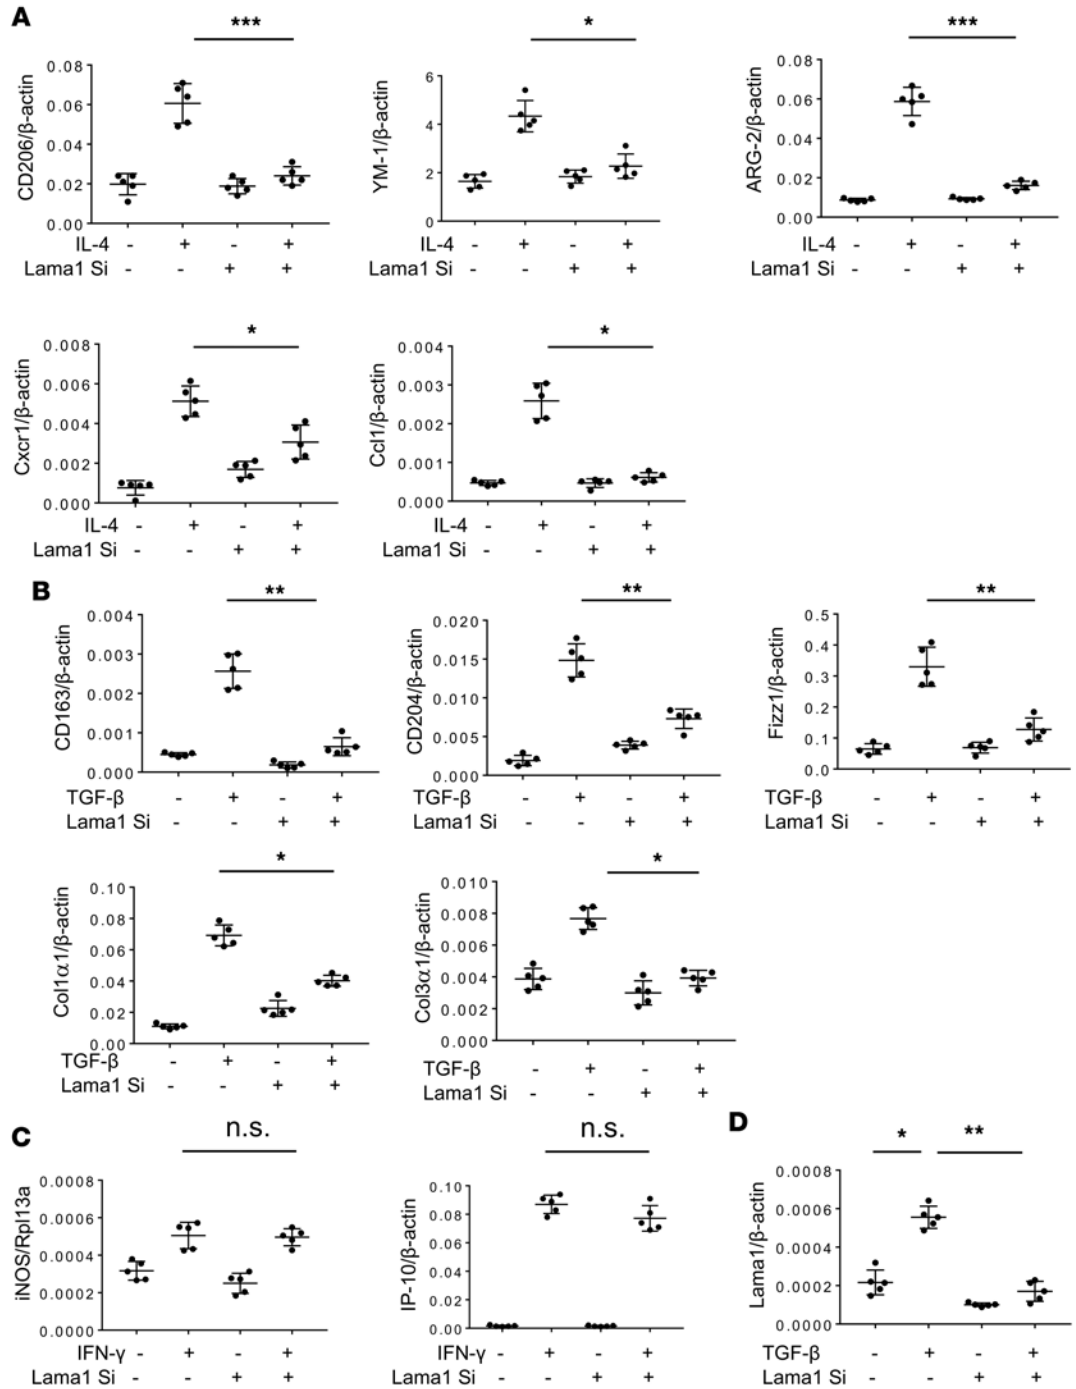 A
*** * ***
CD206/β-actin
0.08
0.06
0.04
0.02
0.00
IL-4 - + - +
Lama1 Si - - + +
YM-1/β-actin
6
4
2
0
IL-4 - + - +
Lama1 Si - - + +
ARG-2/β-actin
0.08
0.06
0.04
0.02
0.00
IL-4 - + - +
Lama1 Si - - + +
* *
Cxcr1/β-actin
0.008
0.006
0.004
0.002
0.000
IL-4 - + - +
Lama1 Si - - + +
Ccl1/β-actin
0.004
0.003
0.002
0.001
0.000
IL-4 - + - +
Lama1 Si - - + +
B
** ** **
CD163/β-actin
0.004
0.003
0.002
0.001
0.000
TGF-β - + - +
Lama1 Si - - + +
CD204/β-actin
0.020
0.015
0.010
0.005
0.000
TGF-β - + - +
Lama1 Si - - + +
Fizz1/β-actin
0.5
0.4
0.3
0.2
0.1
0.0
TGF-β - + - +
Lama1 Si - - + +
* *
Col1α1/β-actin
0.10
0.08
0.06
0.04
0.02
0.00
TGF-β - + - +
Lama1 Si - - + +
Col3α1/β-actin
0.010
0.008
0.006
0.004
0.002
0.000
TGF-β - + - +
Lama1 Si - - + +
C
n.s. n.s.
iNOS/Rpl13a
0.0008
0.0006
0.0004
0.0002
0.0000
IFN-γ - + - +
Lama1 Si - - + +
IP-10/β-actin
0.10
0.08
0.06
0.04
0.02
0.00
IFN-γ - + - +
Lama1 Si - - + +
D
* **
Lama1/β-actin
0.0008
0.0006
0.0004
0.0002
0.0000
TGF-β - + - +
Lama1 Si - - + +